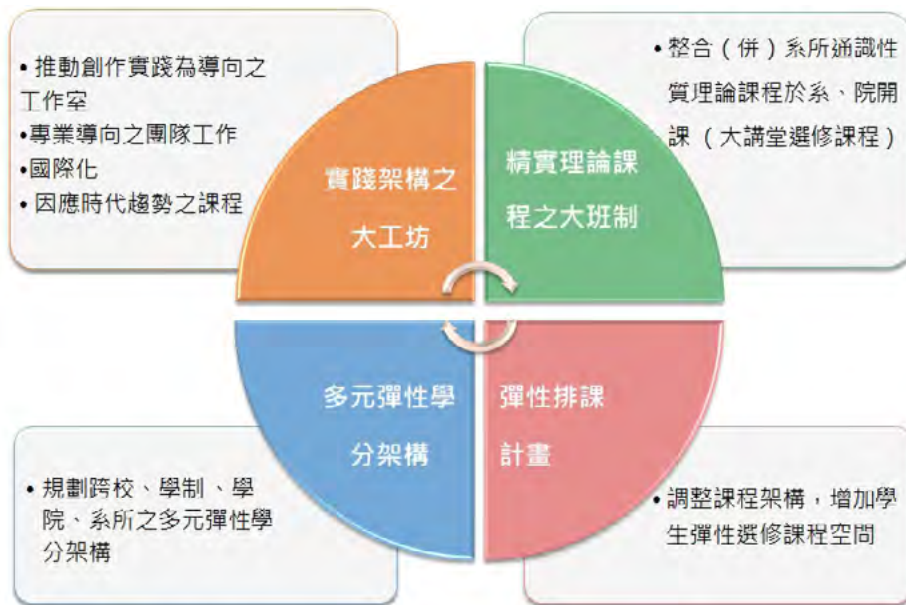 • 推動創作實踐為導向之
工作室
•專業導向之團隊工作
•國際化
• 因應時代趨勢之課程
• 整合（併）系所通識性
質理論課程於系、院開
課（大講堂選修課程）
實踐架構之
大工坊
精實理論課
程之大班制
多元彈性學
分架構
彈性排課
計畫
• 規劃跨校、學制、學
院、系所之多元彈性學
分架構
• 調整課程架構，增加學
生彈性選修課程空間